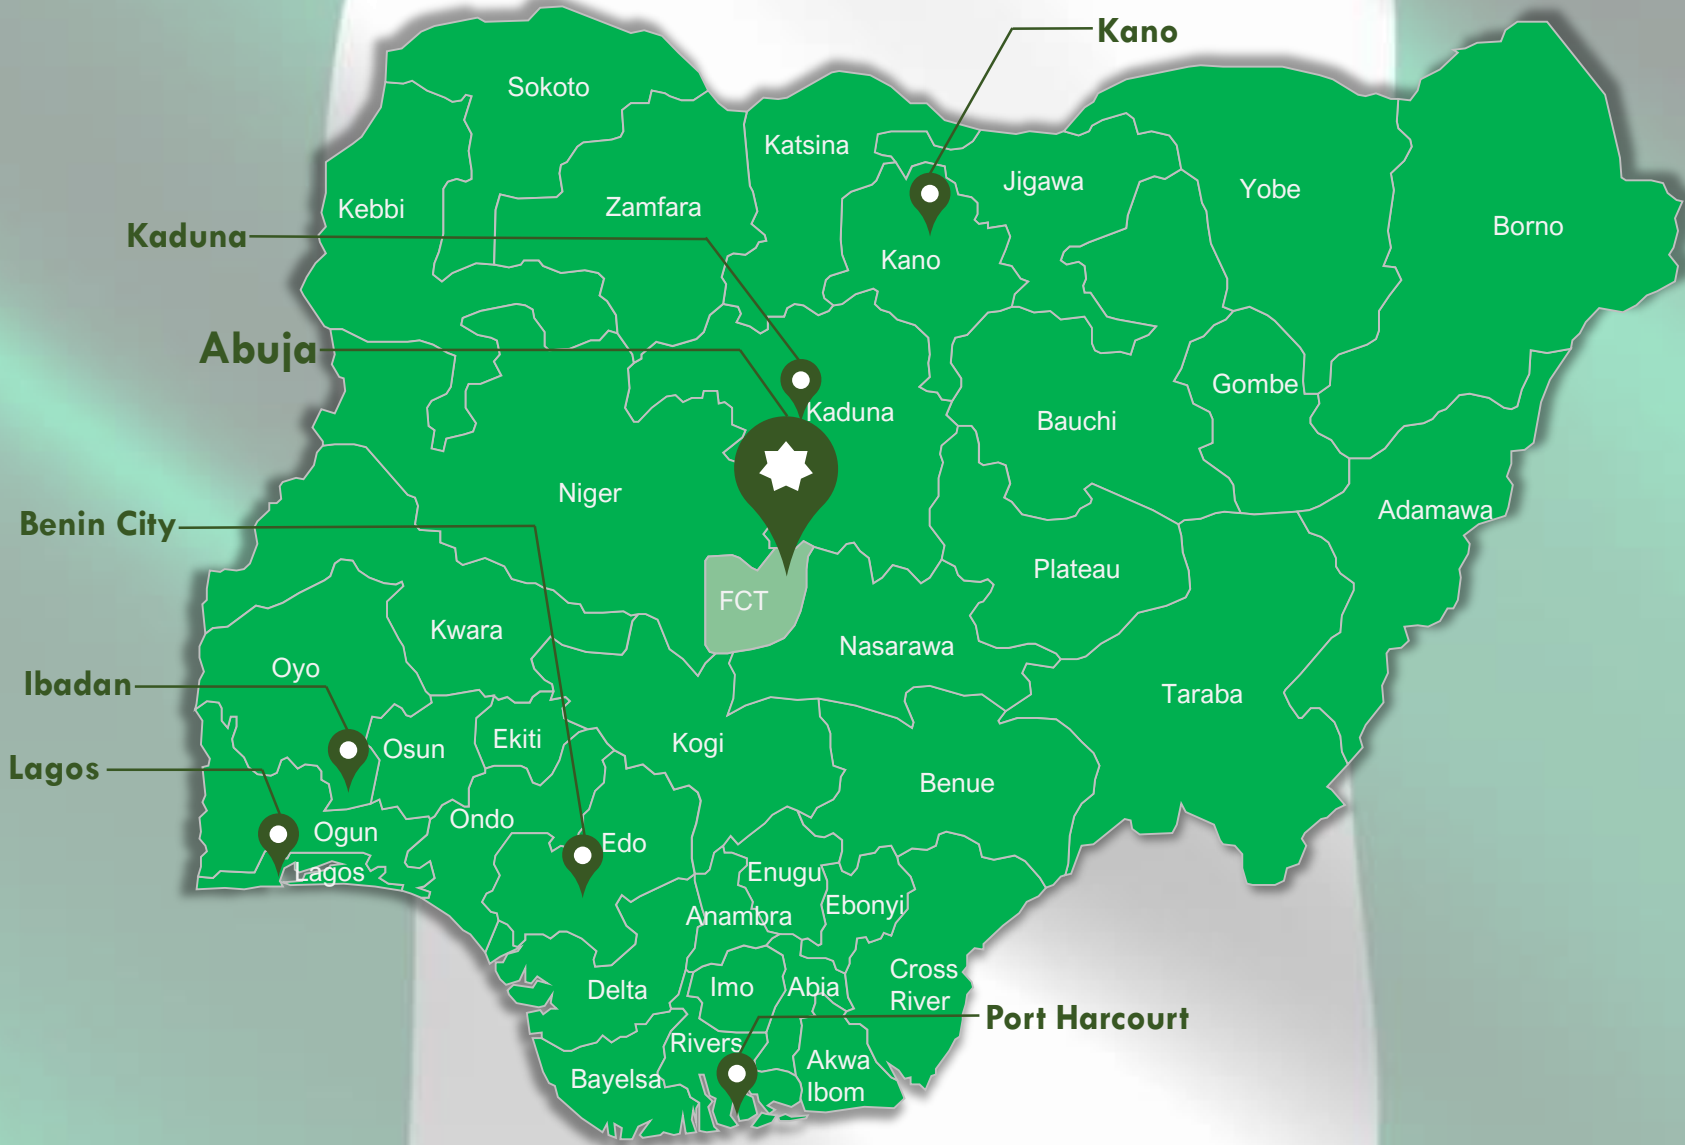 Kano
Sokoto
Katsina
Jigawa
Yobe
Kebbi
Zamfara
Borno
Kaduna
Kano
Abuja
Gombe
Kaduna
Bauchi
Niger
Adamawa
Benin City
Plateau
FCT
Kwara
Nasarawa
Oyo
Ibadan
Taraba
Ekiti
Osun
Kogi
Lagos
Benue
Ondo
Ogun
Edo
Lagos
Enugu
Ebonyi
Anambra
Cross
River
Delta
Imo
Abia
Port Harcourt
Rivers
Akwa
Ibom
Bayelsa